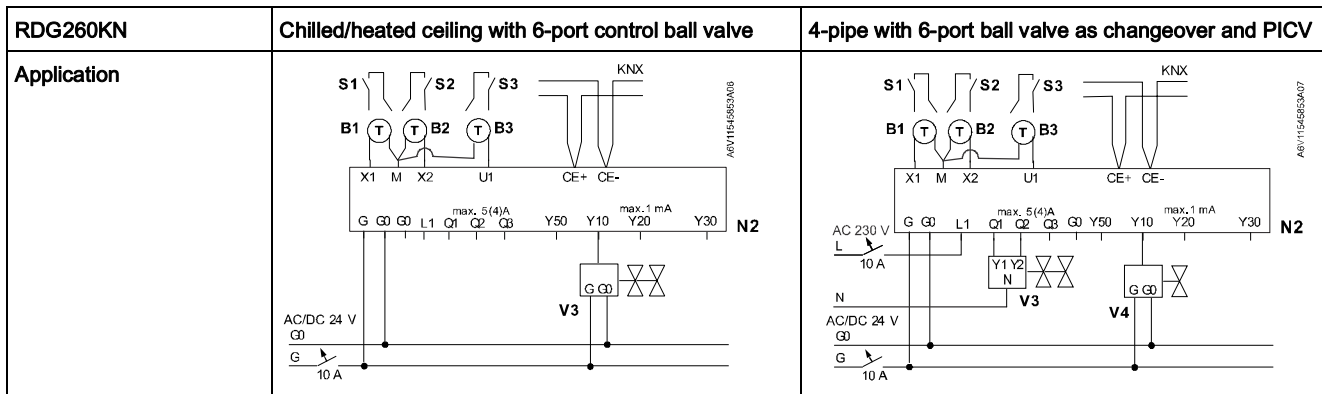 RDG260KN
Chilled/heated ceiling with 6-port control ball valve
4-pipe with 6-port ball valve as changeover and PICV
Application
S1 S2 S3 KNX
B1 T T B2 T B3
A6V11545853A06
X1 M X2 U1 CE+ CE-
max. 5(4)A max. 1 mA
G G0 G0 L1 Q1 Q2 Q3 Y50 Y10 Y20 Y30 N2
G G0
V3
AC/DC 24 V
G0
G
10 A
S1 S2 S3 KNX
B1 T T B2 T B3
A6V11545853A07
X1 M X2 U1 CE+ CE-
max. 5(4)A max. 1 mA
G G0 L1 Q1 Q2 Q3 G0 Y50 Y10 Y20 Y30 N2
AC 230 V
L
10 A
Y1 Y2
N
V3
G G0
V4
N
AC/DC 24 V
G0
G
10 A